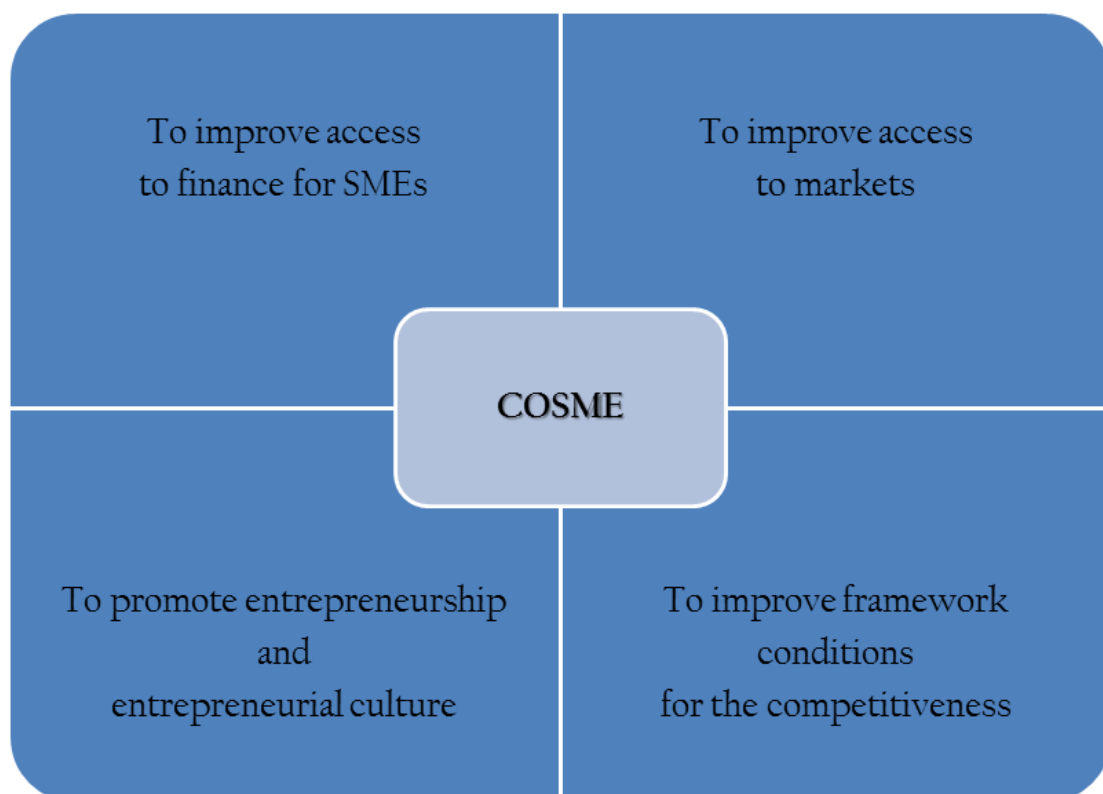 To improve access
to finance for SMEs
To improve access
to markets
COSME
To promote entrepreneurship
and
entrepreneurial culture
To improve framework
conditions
for the competitiveness